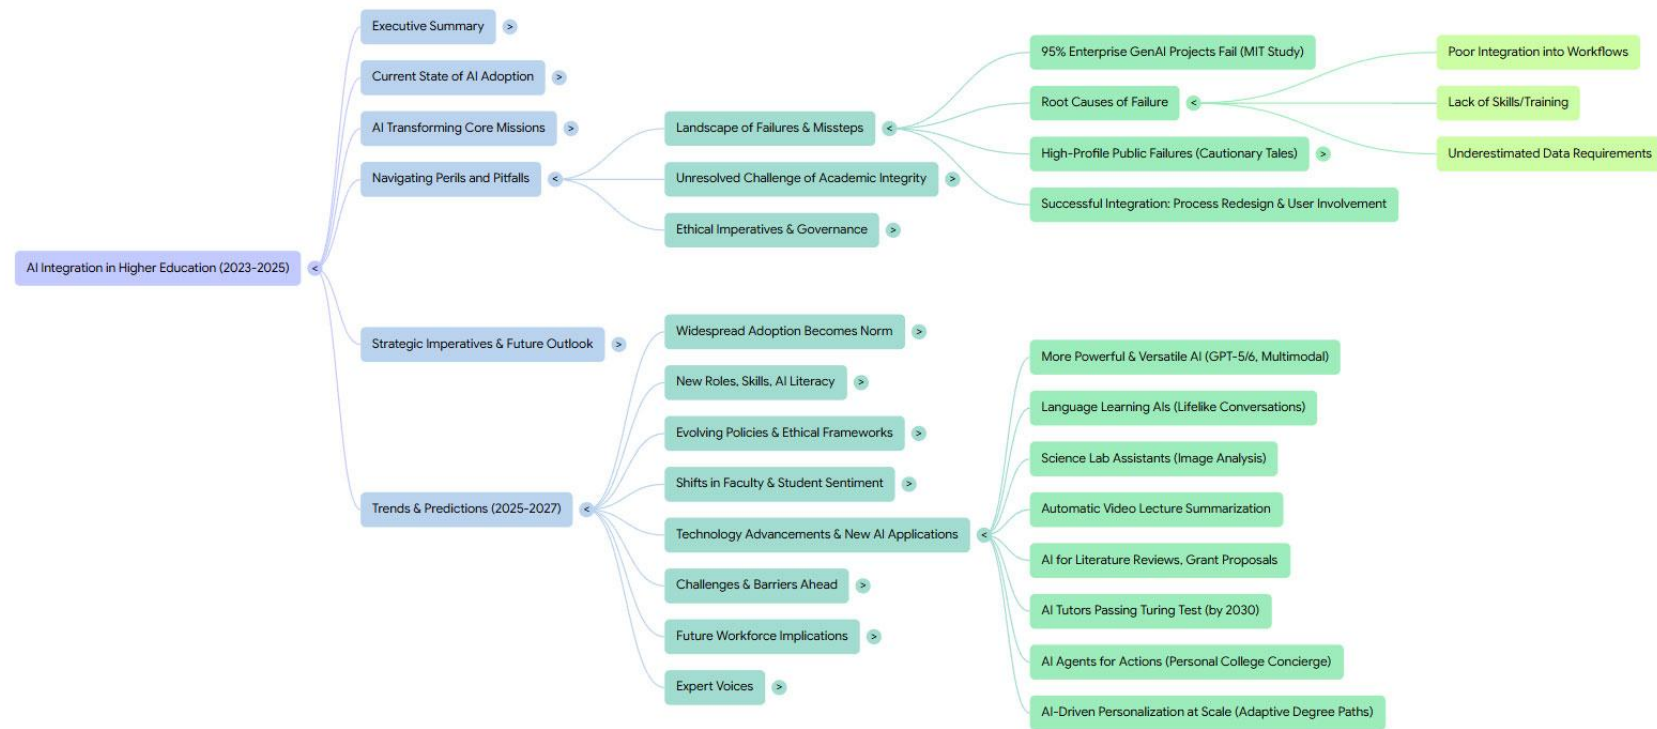 AI Integration in Higher Education (2023-2025)
<
Executive Summary
>
Current State of AI Adoption
>
AI Transforming Core Missions
>
Navigating Perils and Pitfalls
<
Landscape of Failures & Missteps
<
95% Enterprise GenAI Projects Fail (MIT Study)
Root Causes of Failure
<
Poor Integration into Workflows
Lack of Skills/Training
Underestimated Data Requirements
High-Profile Public Failures (Cautionary Tales)
>
Successful Integration: Process Redesign & User Involvement
Unresolved Challenge of Academic Integrity
>
Ethical Imperatives & Governance
>
Strategic Imperatives & Future Outlook
>
Trends & Predictions (2025-2027)
<
Widespread Adoption Becomes Norm
>
New Roles, Skills, AI Literacy
>
Evolving Policies & Ethical Frameworks
>
Shifts in Faculty & Student Sentiment
>
Technology Advancements & New AI Applications
<
More Powerful & Versatile AI (GPT-5/6, Multimodal)
Language Learning AIs (Lifelike Conversations)
Science Lab Assistants (Image Analysis)
Automatic Video Lecture Summarization
AI for Literature Reviews, Grant Proposals
AI Tutors Passing Turing Test (by 2030)
AI Agents for Actions (Personal College Concierge)
AI-Driven Personalization at Scale (Adaptive Degree Paths)
Challenges & Barriers Ahead
>
Future Workforce Implications
>
Expert Voices
>